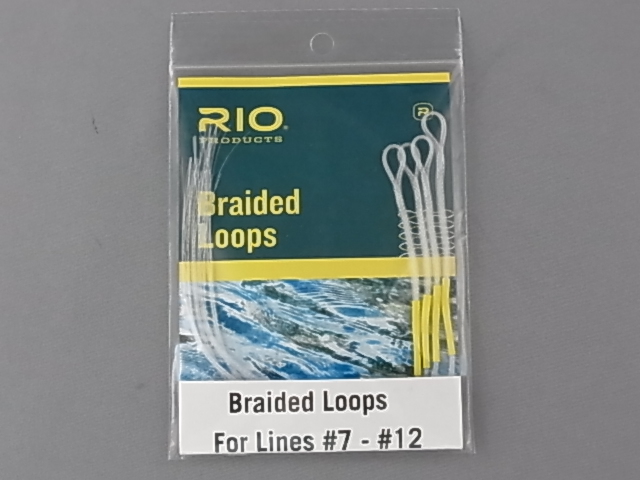 RIO
PRODUCTS
R
Braided
Loops
Braided Loops
For Lines #7 - #12